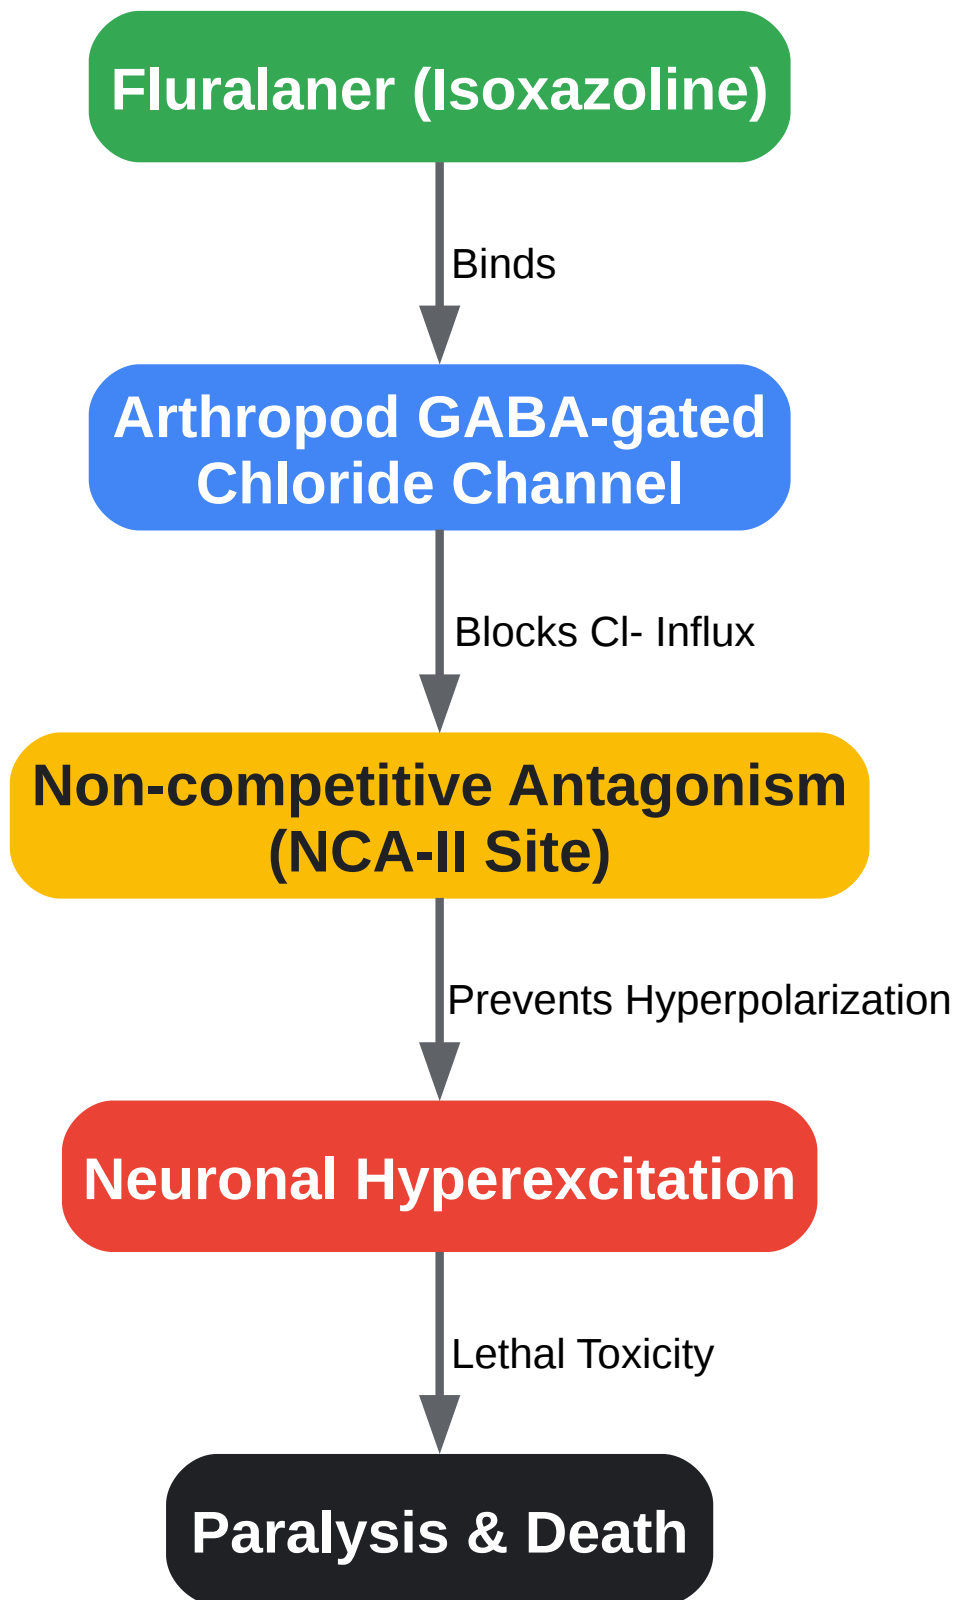 Fluralaner (Isoxazoline)
Binds
Arthropod GABA-gated
Chloride Channel
Blocks Cl- Influx
Non-competitive Antagonism
(NCA-II Site)
Prevents Hyperpolarization
Neuronal Hyperexcitation
Lethal Toxicity
Paralysis & Death